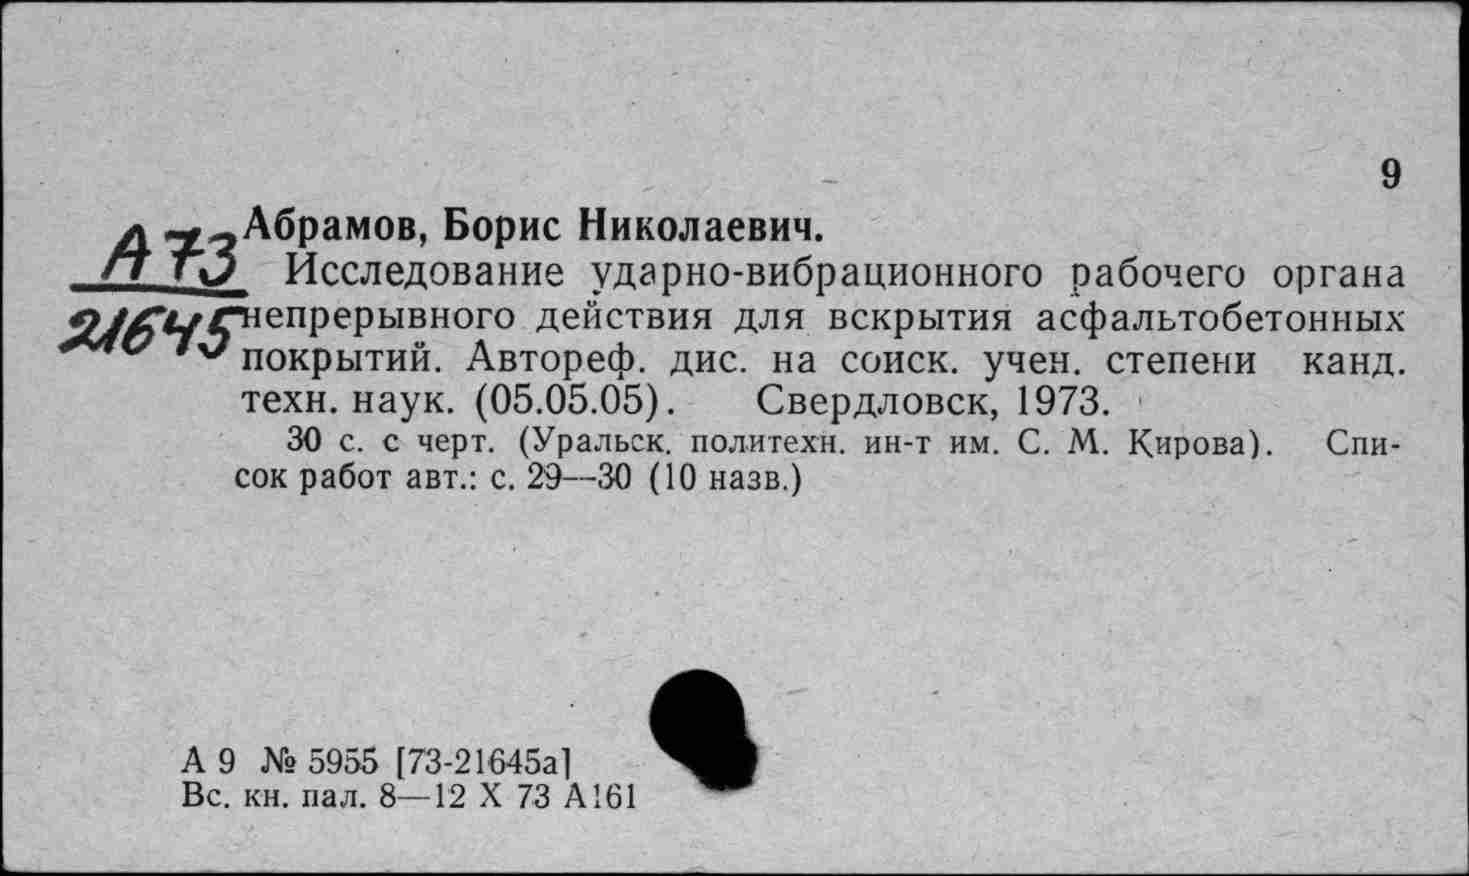 9
Абрамов, Борис Николаевич.
А73
Исследование ударно-вибрационного рабочего органа
21645
непрерывного действия для вскрытия асфальтобетонных
покрытий. Автореф. дис. на соиск. учен. степени канд.
техн. наук. (05.05.05). Свердловск, 1973.
30 с. с черт. (Уральск. политехн. ин-т им. С. М. Кирова). Спи-
сок работ авт.: с. 29—30 (10 назв.)
А 9 № 5955 [73-21645а]
Вс. кн. пал. 8—12 X 73 А161